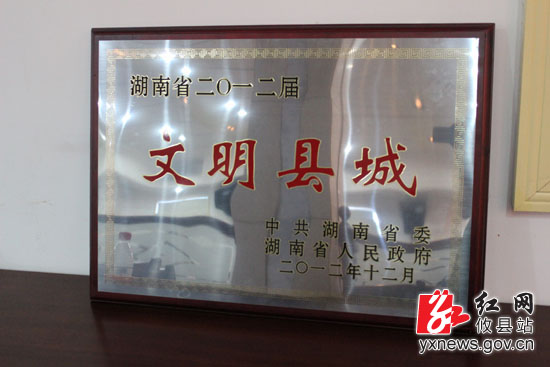 湖南省二〇一二届
文明县城
中共湖南省委
湖南省人民政府
二〇一二年十二月
红网
攸县站
yxnews.gov.cn